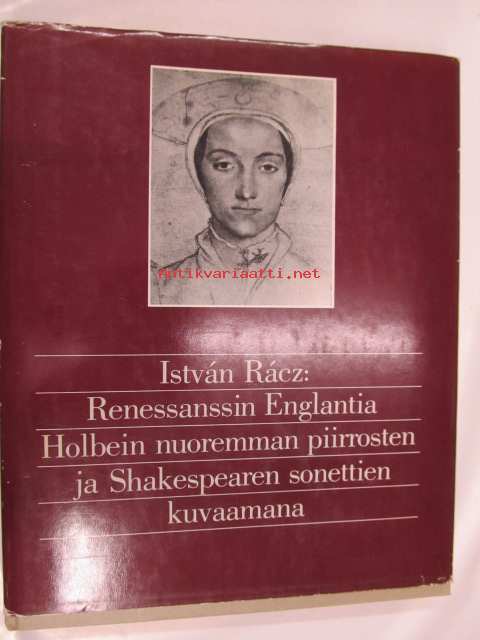 antikvariaatti.net
István Rácz:
Renessanssin Englantia
Holbein nuoremman piirrosten
ja Shakespearen sonettien
kuvaamana